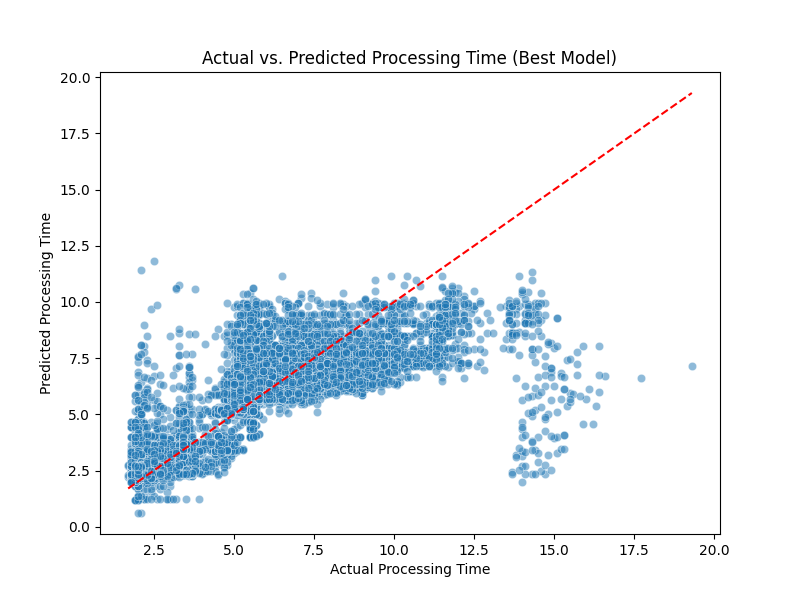 Actual vs. Predicted Processing Time (Best Model)
20.0
17.5
15.0
12.5
10.0
7.5
5.0
2.5
0.0
Predicted Processing Time
2.5 5.0 7.5 10.0 12.5 15.0 17.5 20.0
Actual Processing Time